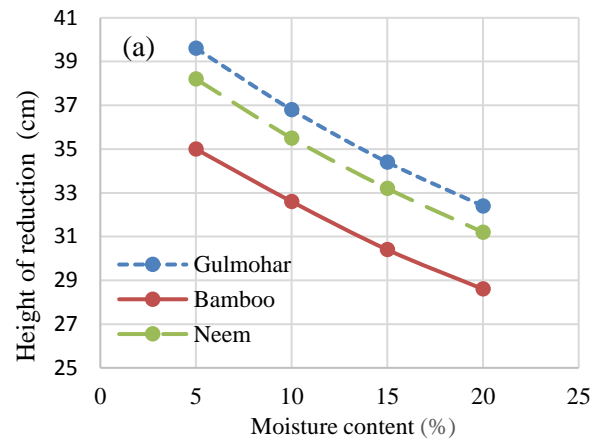 (a)
Height of reduction (cm)
41
39
37
35
33
31
29
27
25
Gulmohar
Bamboo
Neem
0 5 10 15 20 25
Moisture content (%)